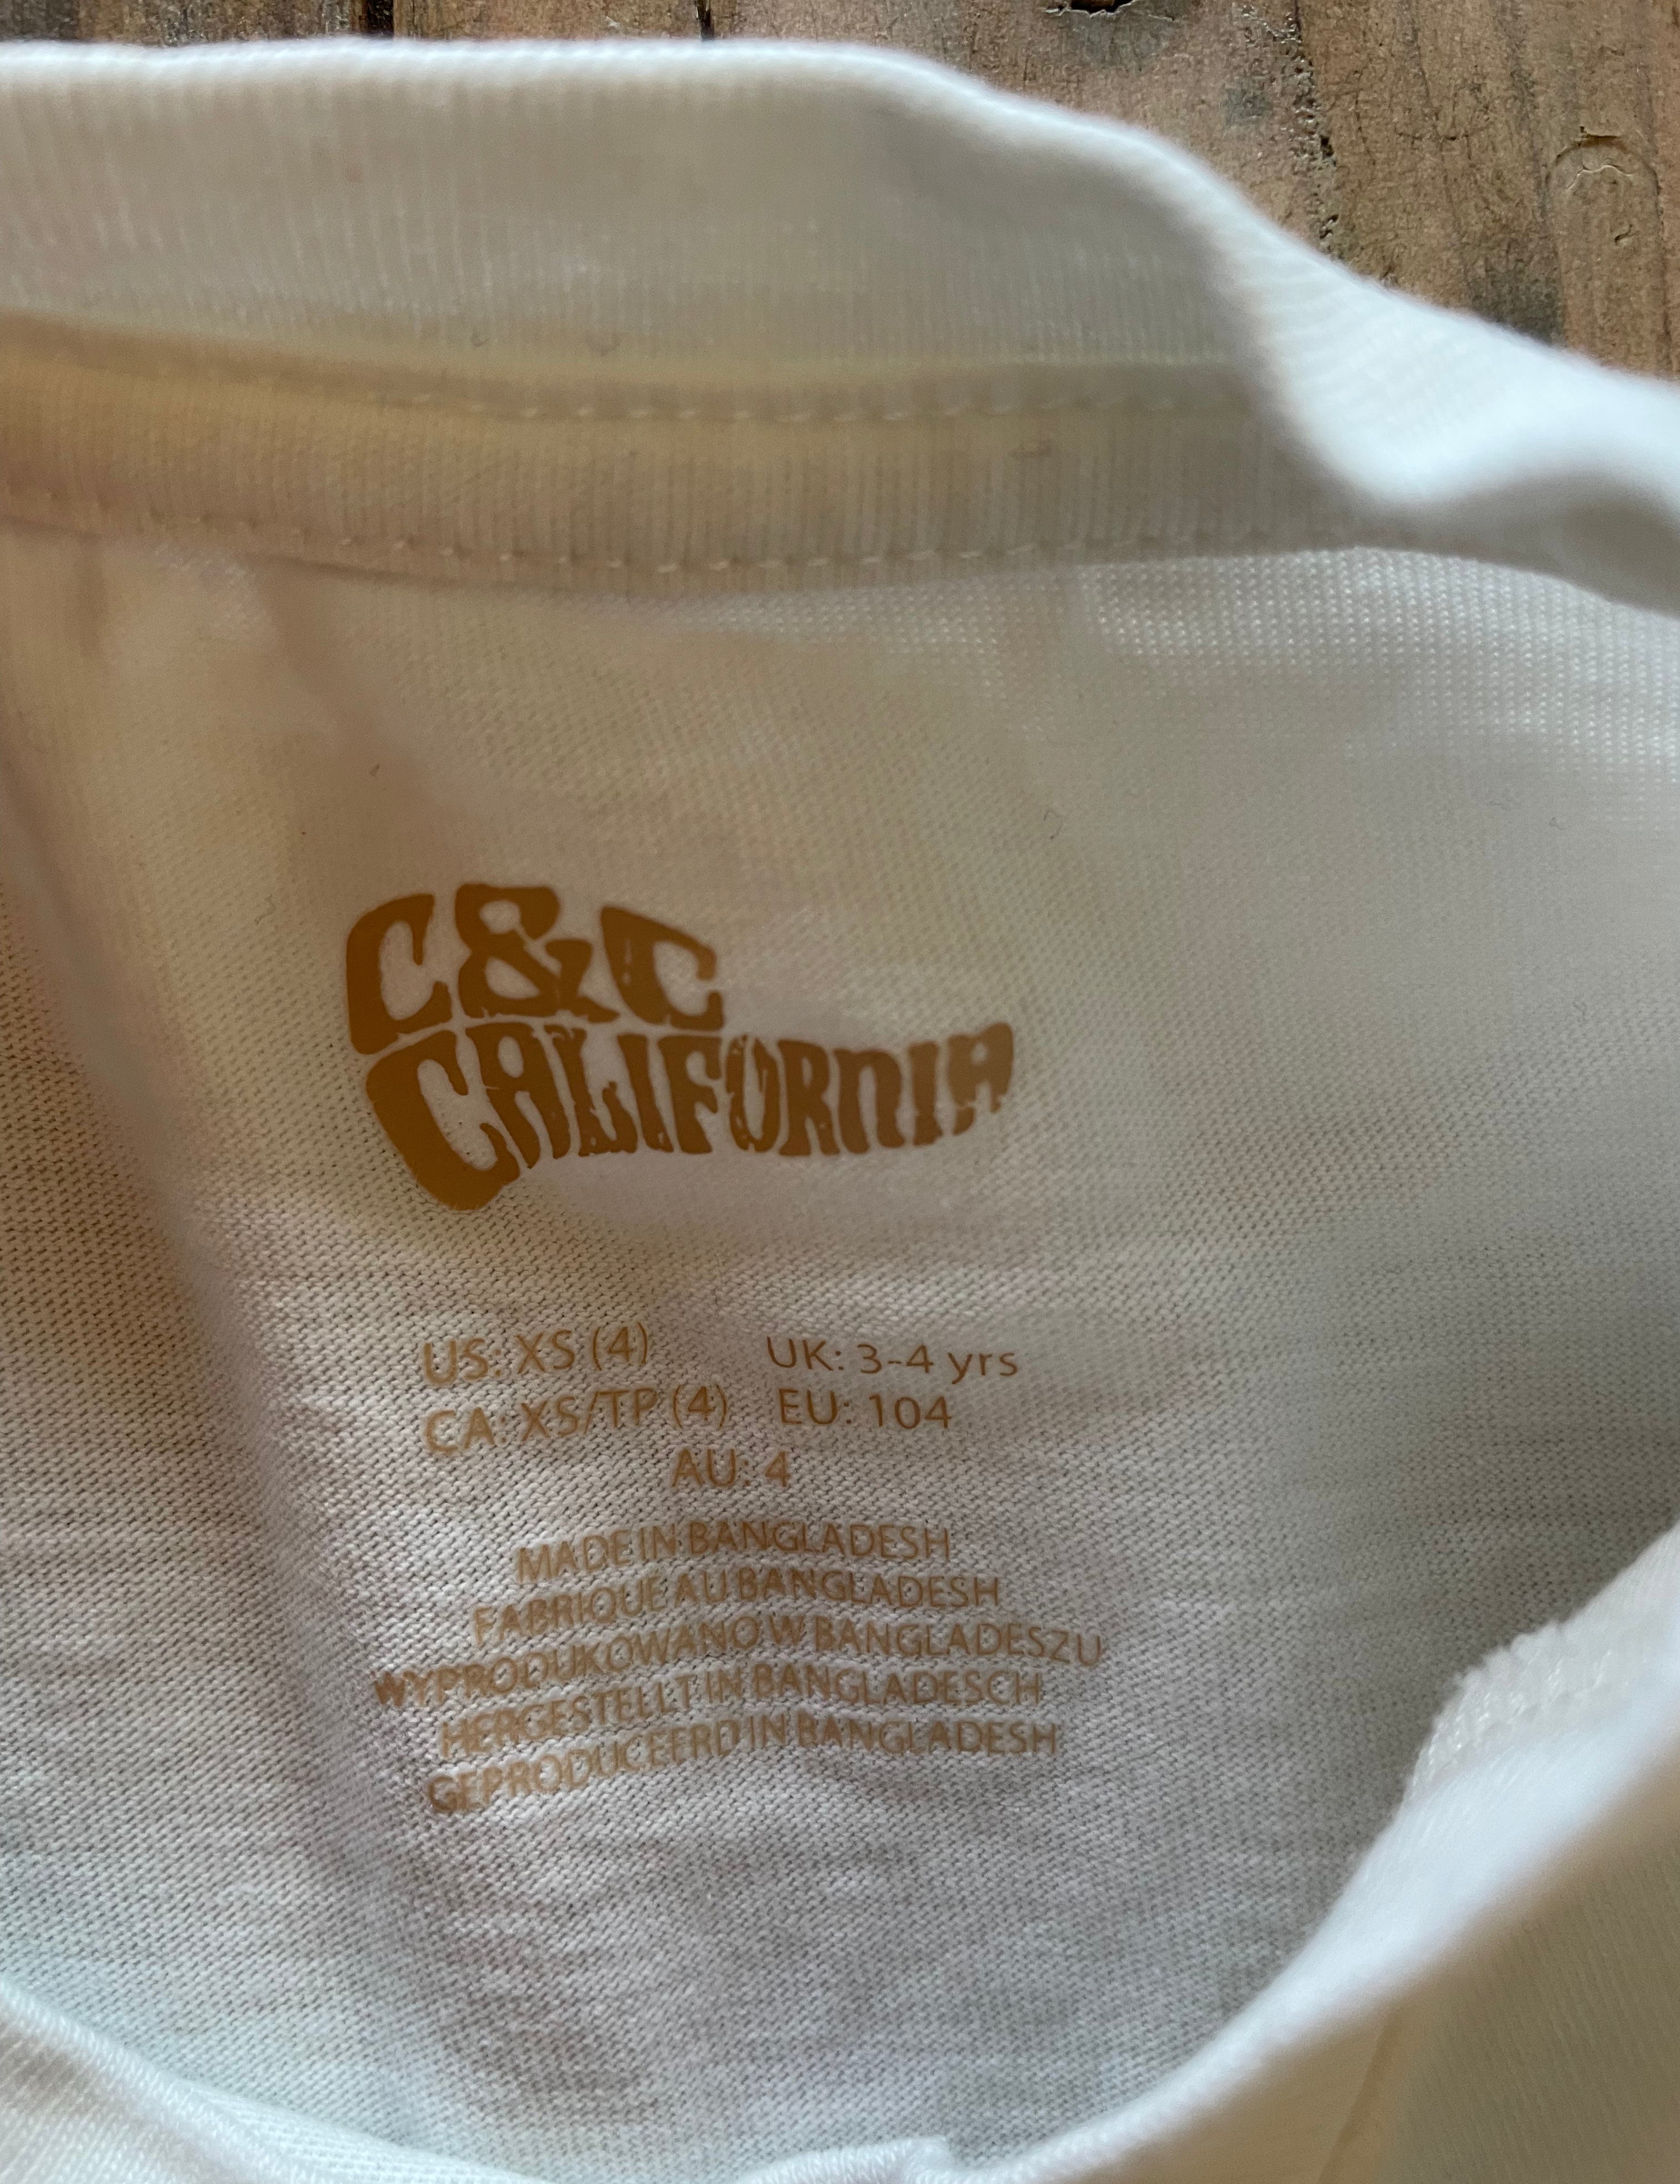 C&C
CALIFORNIA
US: XS (4) UK: 3-4 yrs
CA: XS/TP (4) EU: 104
AU: 4
MADE IN BANGLADESH
FABRIQUE AU BANGLADESH
WYPRODUKOWANO W BANGLADESZU
HERGESTELLT IN BANGLADESCH
GEPRODUCEERD IN BANGLADESH